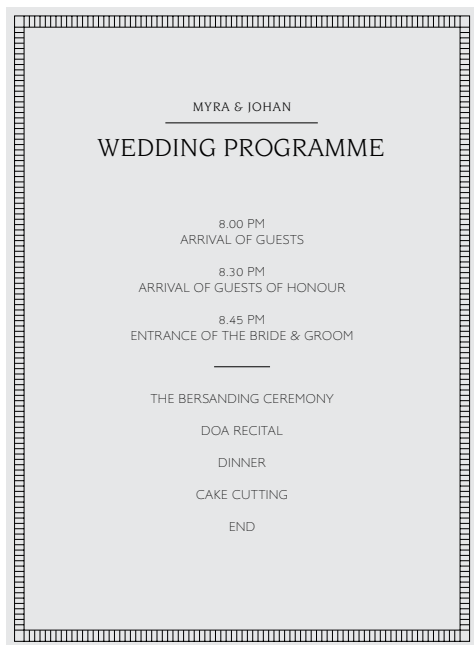 MYRA & JOHAN
WEDDING PROGRAMME
8.00 PM
ARRIVAL OF GUESTS
8.30 PM
ARRIVAL OF GUESTS OF HONOUR
8.45 PM
ENTRANCE OF THE BRIDE & GROOM
THE BERSANDING CEREMONY
DOA RECITAL
DINNER
CAKE CUTTING
END